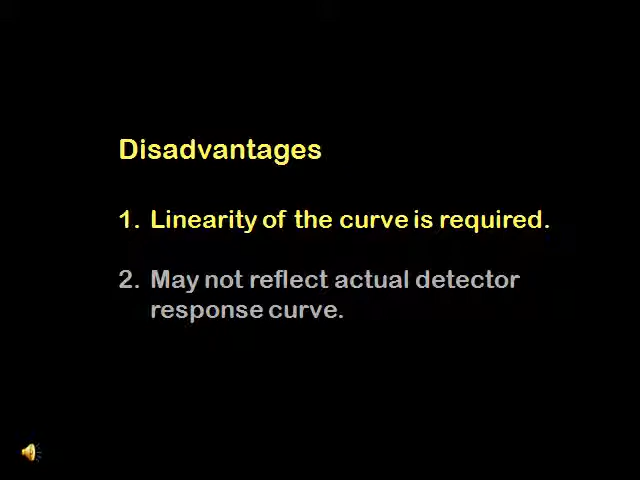 Disadvantages
1. Linearity of the curve is required.
2. May not reflect actual detector
response curve.